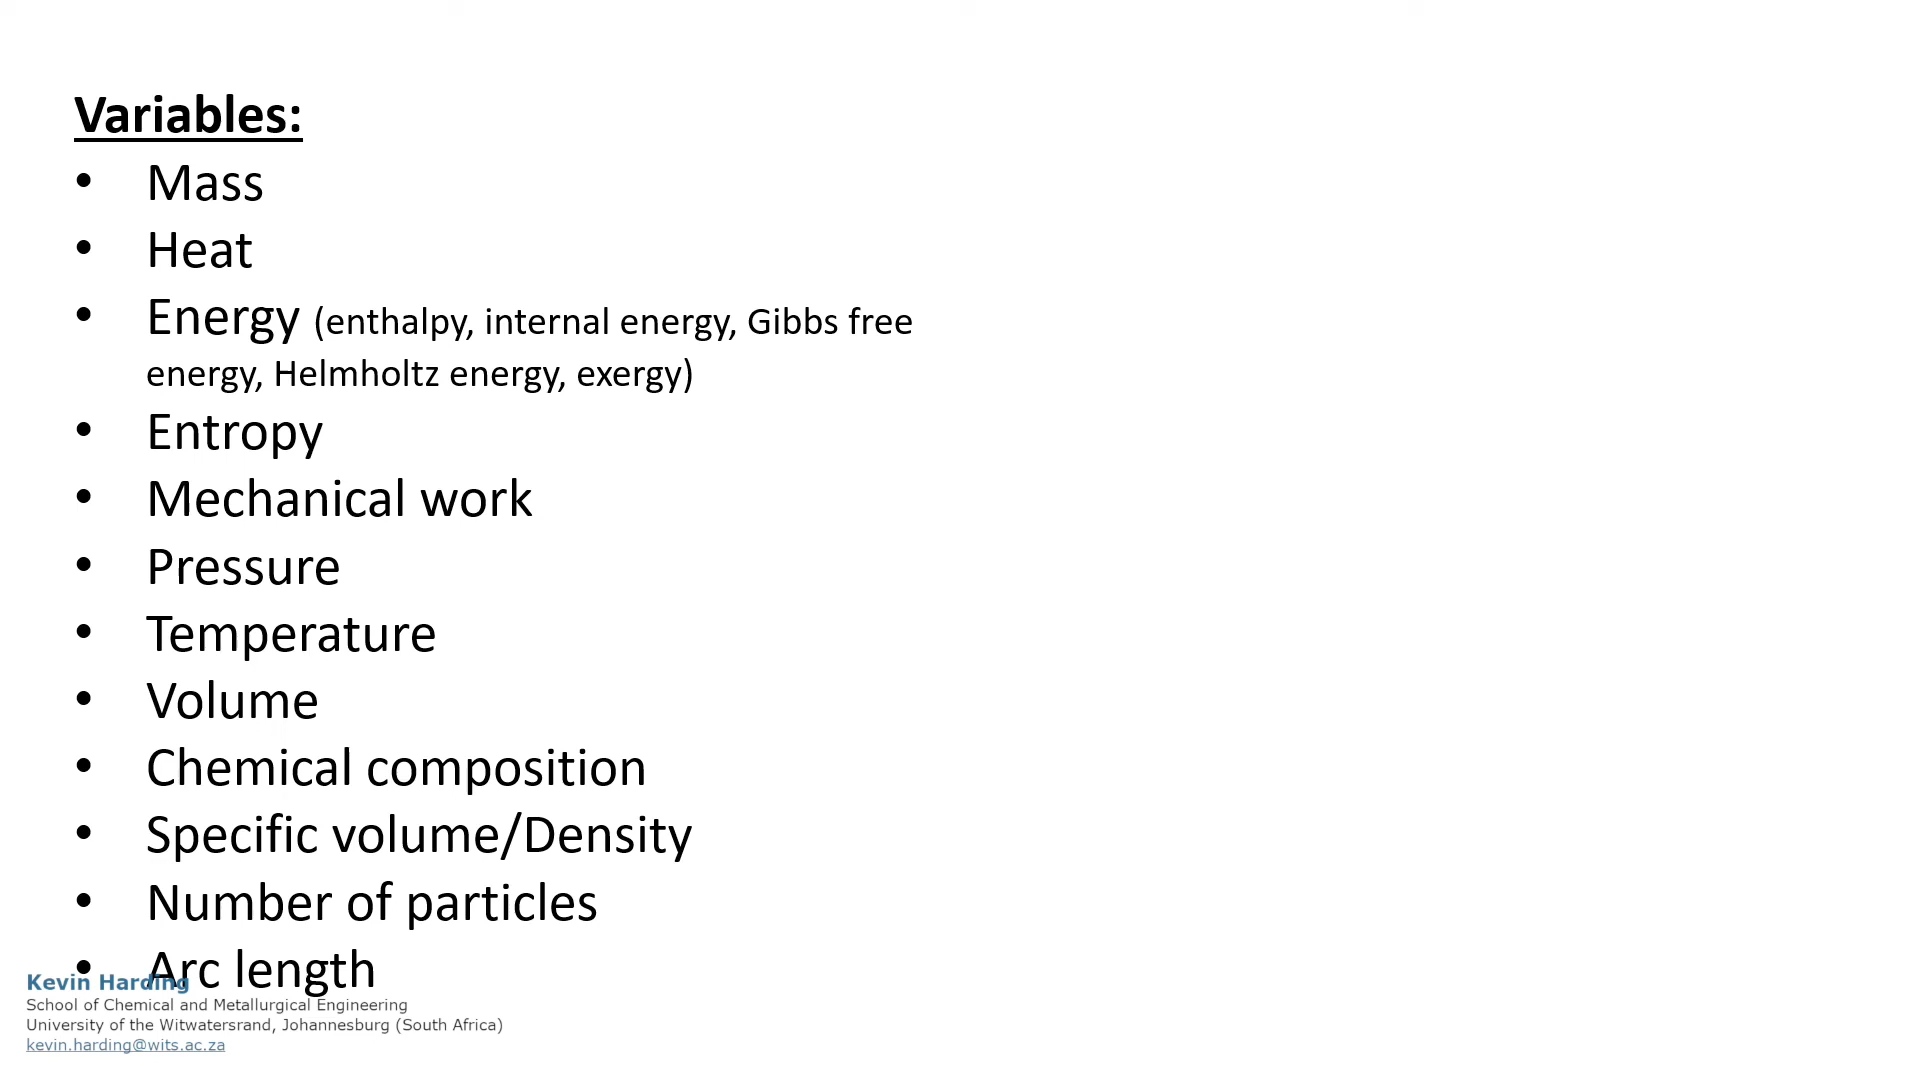 Variables:
• Mass
• Heat
• Energy (enthalpy, internal energy, Gibbs free
energy, Helmholtz energy, exergy)
• Entropy
• Mechanical work
• Pressure
• Temperature
• Volume
• Chemical composition
• Specific volume/Density
• Number of particles
• Arc length
Kevin Harding
School of Chemical and Metallurgical Engineering
University of the Witwatersrand, Johannesburg (South Africa)
kevin.harding@wits.ac.za